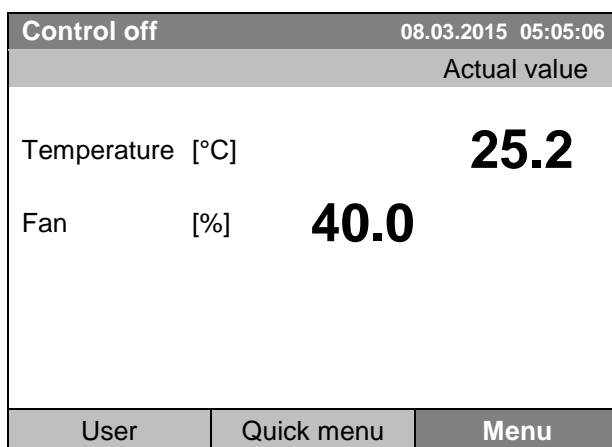 Control off 08.03.2015 05:05:06
Actual value
Temperature [°C] 25.2
Fan [%] 40.0
User Quick menu Menu